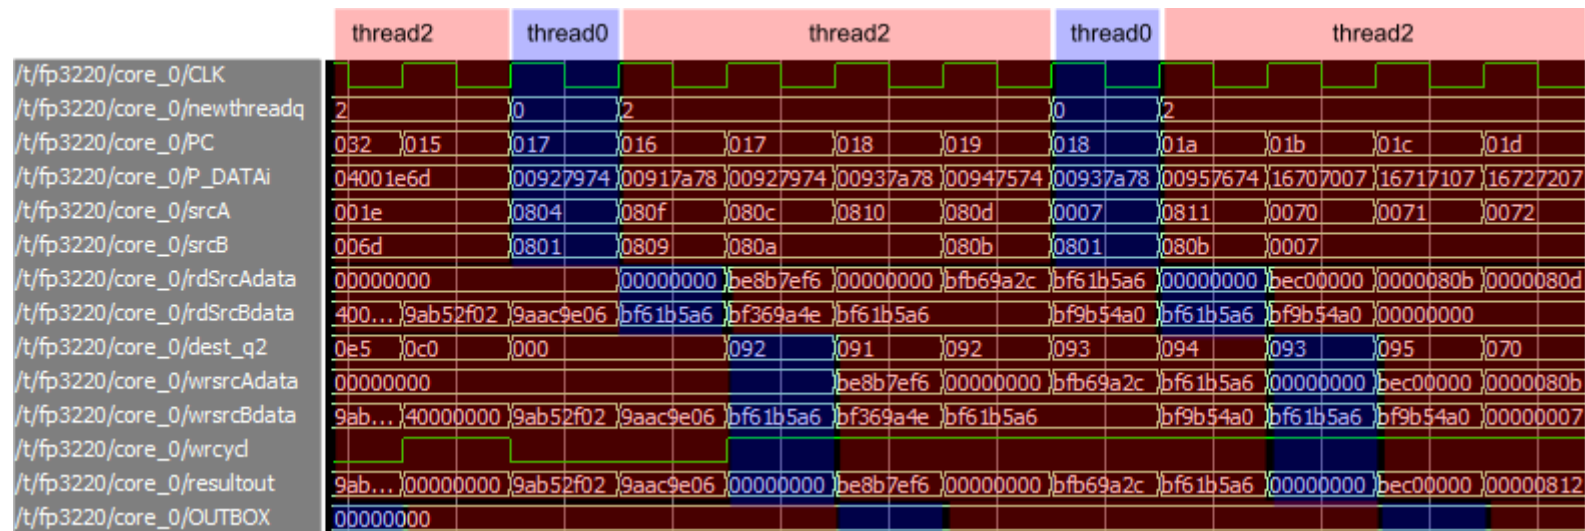 thread2 thread0 thread2 thread0 thread2
/t/fp3220/core_0/CLK
/t/fp3220/core_0/newthreadq 2 0 2 0 2
/t/fp3220/core_0/PC 032 015 017 016 017 018 019 018 01a 01b 01c 01d
/t/fp3220/core_0/P_DATAi 04001e6d 00927974 00917a78 00927974 00937a78 00947574 00937a78 00957674 16707007 16717107 16727207
/t/fp3220/core_0/srcA 001e 0804 080f 080c 0810 080d 0007 0811 0070 0071 0072
/t/fp3220/core_0/srcB 006d 0801 0809 080a 080b 0801 080b 0007
/t/fp3220/core_0/rdSrcAdata 00000000 00000000 be8b7ef6 00000000 bfb69a2c bf61b5a6 00000000 bec00000 0000080b 0000080d
/t/fp3220/core_0/rdSrcBdata 400... 9ab52f02 9aac9e06 bf61b5a6 bf369a4e bf61b5a6 bf9b54a0 bf61b5a6 bf9b54a0 00000000
/t/fp3220/core_0/dest_q2 0e5 0c0 000 092 091 092 093 094 093 095 070
/t/fp3220/core_0/wrsrcAdata 00000000 be8b7ef6 00000000 bfb69a2c bf61b5a6 00000000 bec00000 0000080b
/t/fp3220/core_0/wrsrcBdata 9ab... 40000000 9ab52f02 9aac9e06 bf61b5a6 bf369a4e bf61b5a6 bf9b54a0 bf61b5a6 bf9b54a0 00000007
/t/fp3220/core_0/wrcycl
/t/fp3220/core_0/resultout 9ab... 00000000 9ab52f02 9aac9e06 00000000 be8b7ef6 00000000 bfb69a2c bf61b5a6 00000000 bec00000 00000812
/t/fp3220/core_0/OUTBOX 00000000